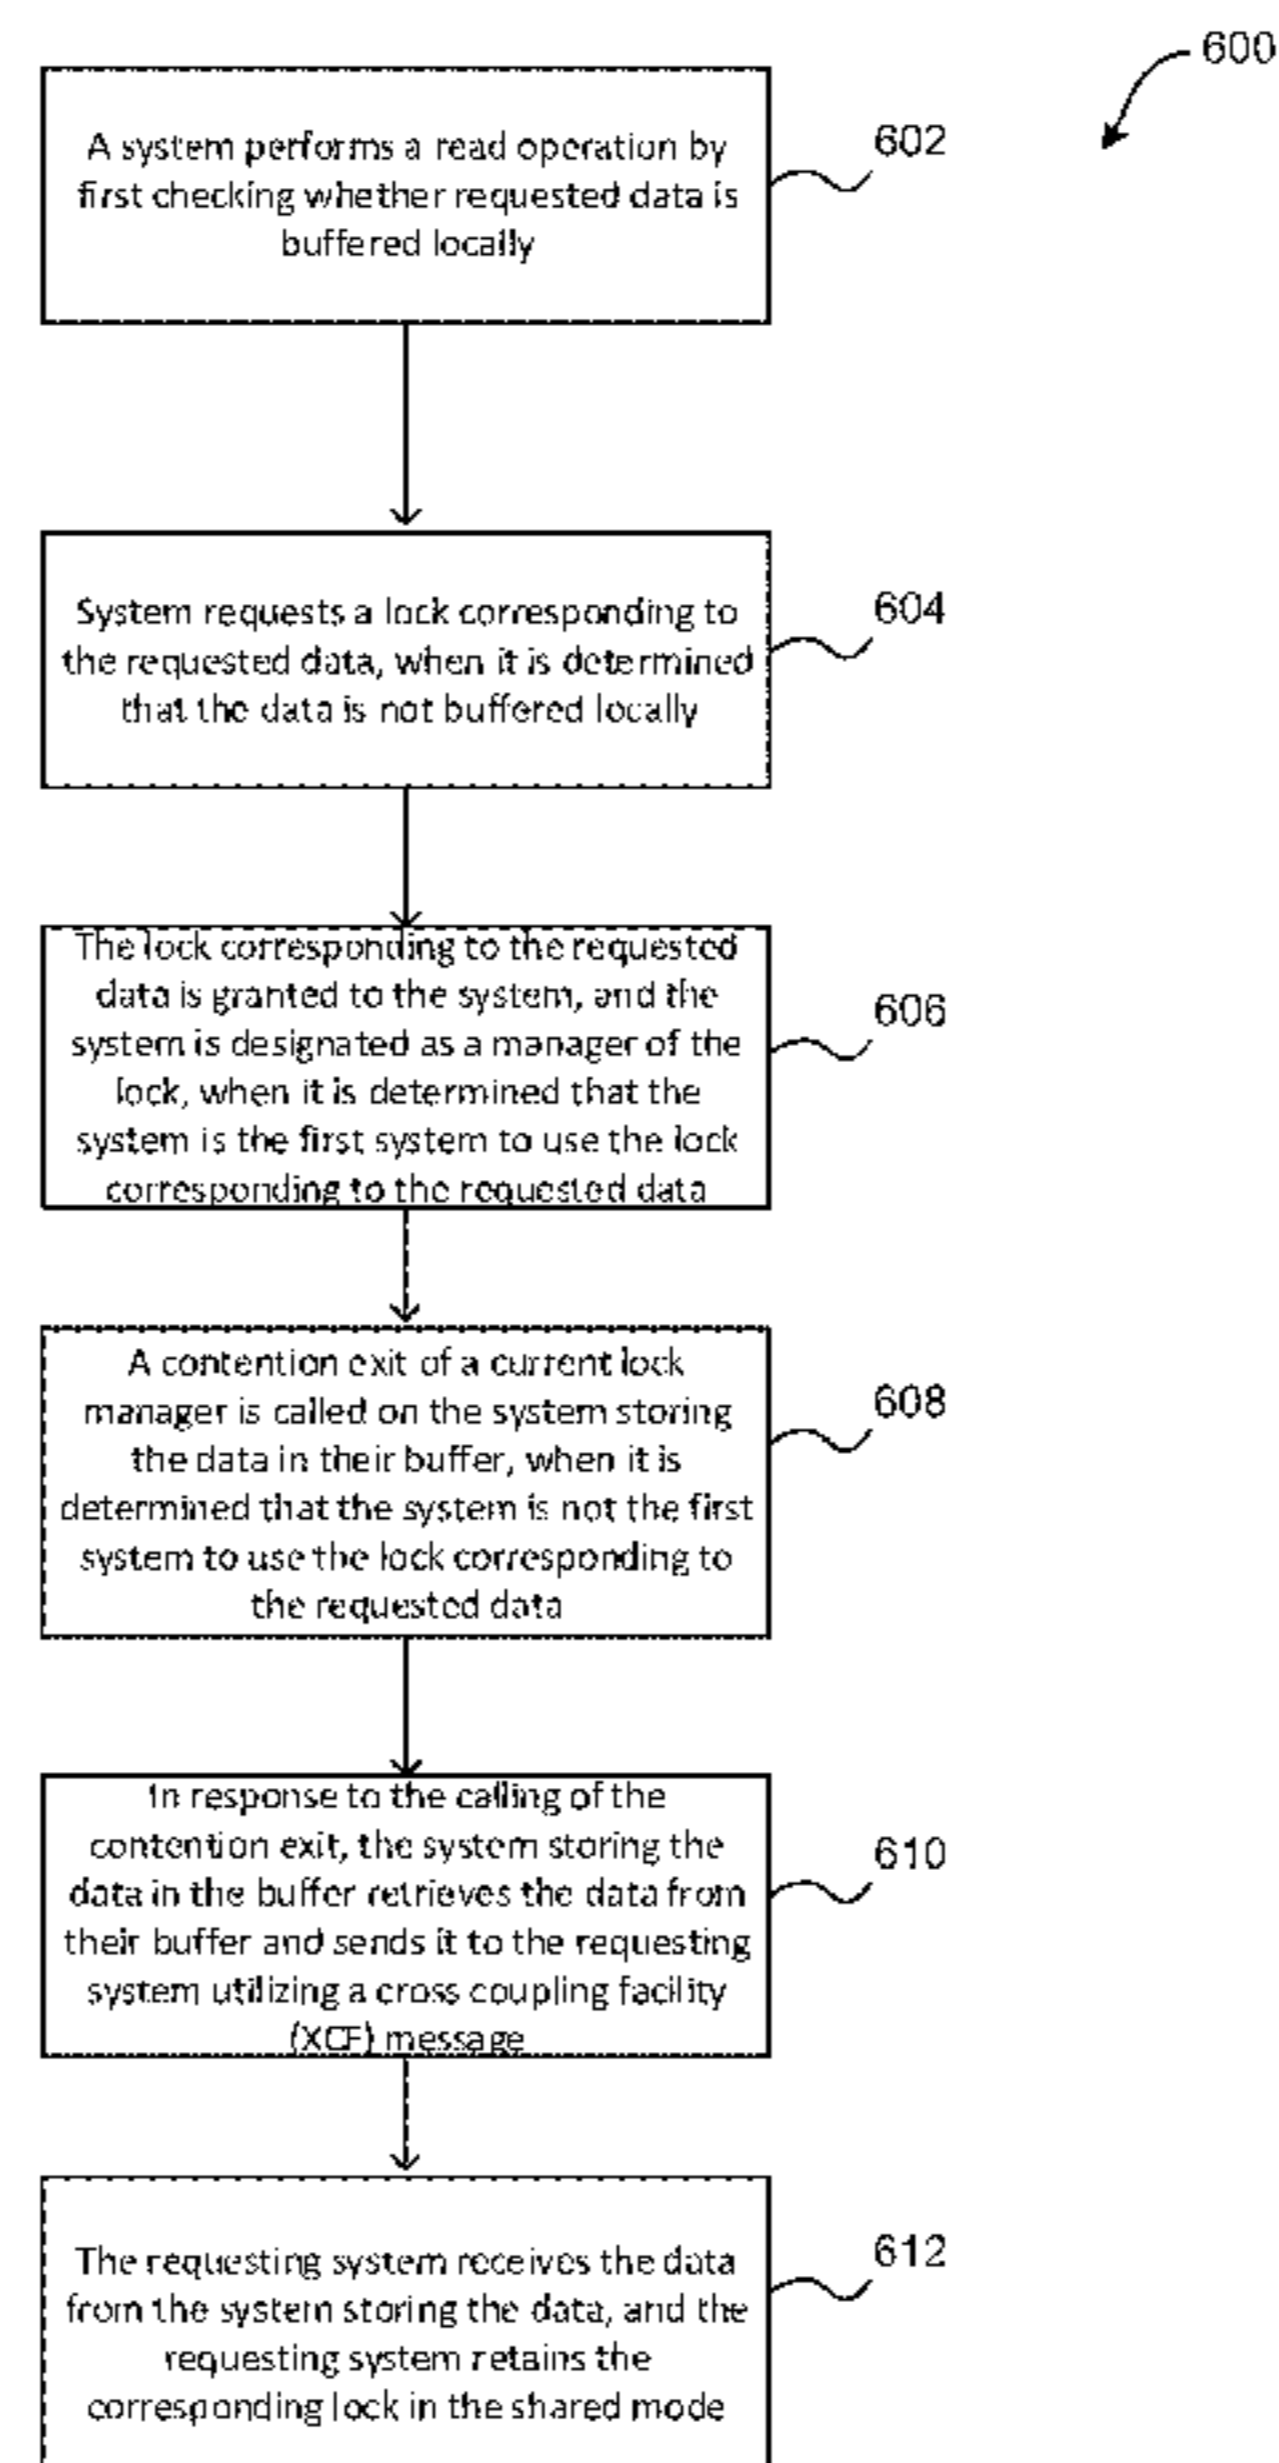 600
A system performs a read operation by
first checking whether requested data is
buffered locally
602
System requests a lock corresponding to
the requested data, when it is determined
that the data is not buffered locally
604
The lock corresponding to the requested
data is granted to the system, and the
system is designated as a manager of the
lock, when it is determined that the
system is the first system to use the lock
corresponding to the requested data
606
A contention exit of a current lock
manager is called on the system storing
the data in their buffer, when it is
determined that the system is not the first
system to use the lock corresponding to
the requested data
608
In response to the calling of the
contention exit, the system storing the
data in the buffer retrieves the data from
their buffer and sends it to the requesting
system utilizing a cross coupling facility
(XCF) message
610
The requesting system receives the data
from the system storing the data, and the
requesting system retains the
corresponding lock in the shared mode
612